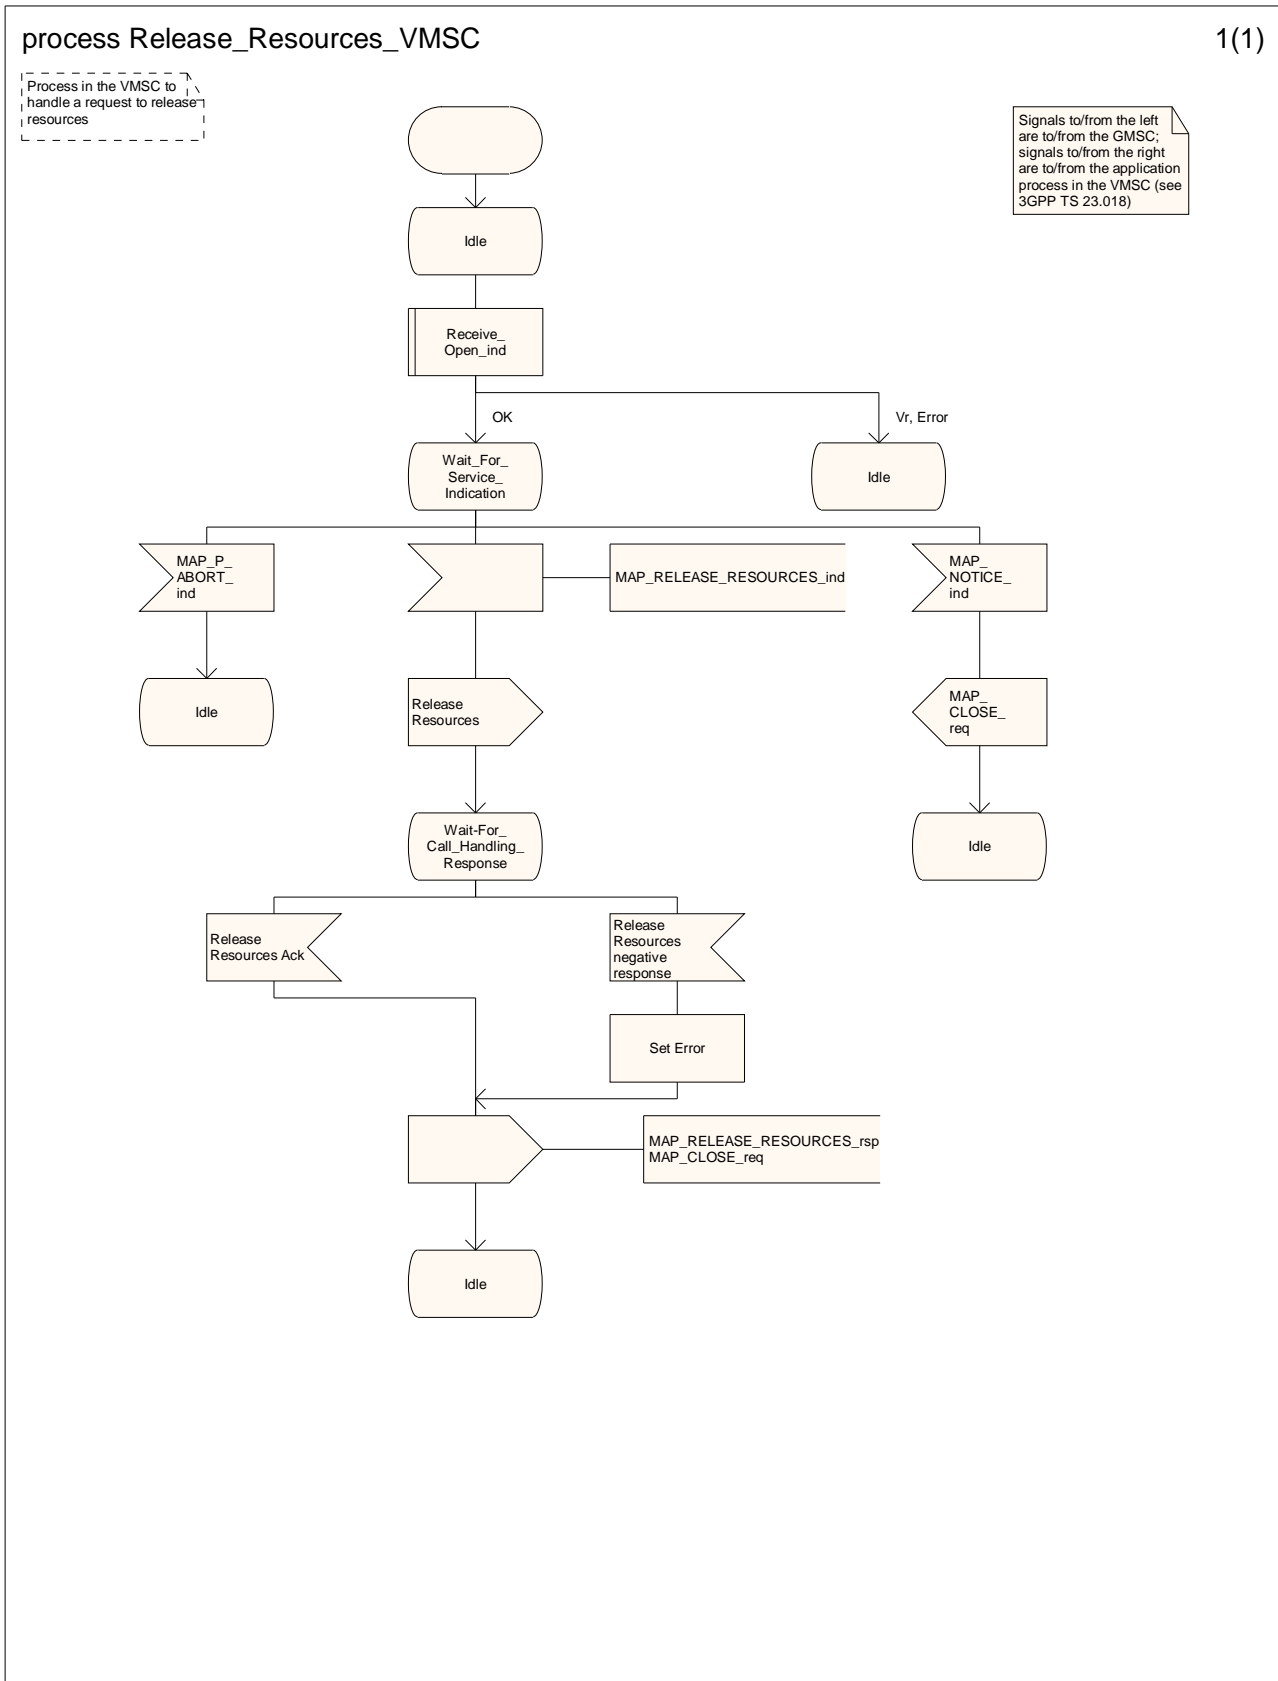 process Release_Resources_VMSC
1(1)
Process in the VMSC to
handle a request to release
resources
Signals to/from the left
are to/from the GMSC;
signals to/from the right
are to/from the application
process in the VMSC (see
3GPP TS 23.018)
Idle
Receive_
Open_ind
OK
Vr, Error
Wait_For_
Service_
Indication
Idle
MAP_P_
ABORT_
ind
MAP_RELEASE_RESOURCES_ind
MAP_
NOTICE_
ind
Idle
Release
Resources
MAP_
CLOSE_
req
Wait-For_
Call_Handling_
Response
Idle
Release
Resources Ack
Release
Resources
negative
response
Set Error
MAP_RELEASE_RESOURCES_rsp
MAP_CLOSE_req
Idle